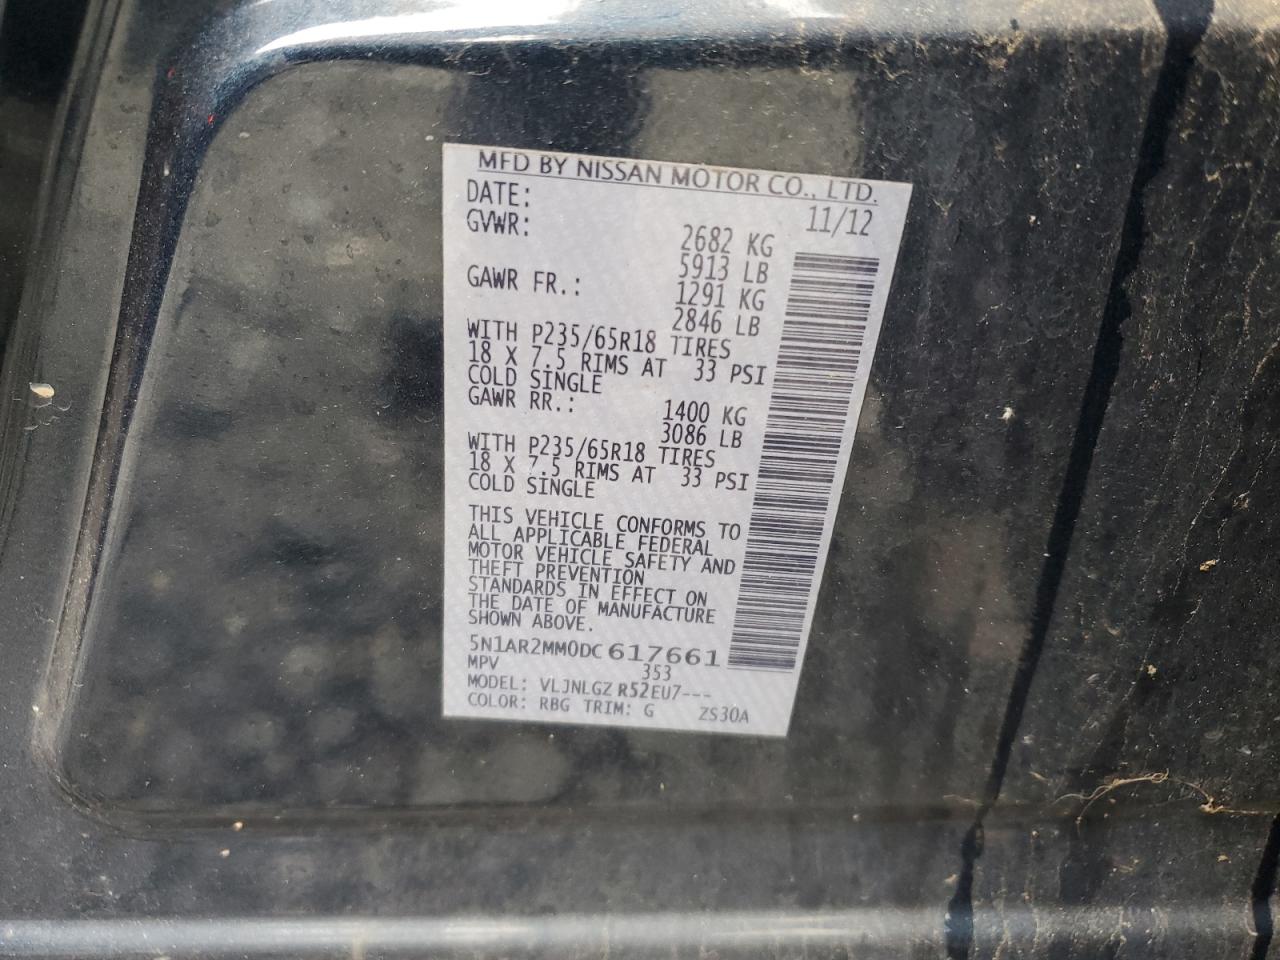 MFD BY NISSAN MOTOR CO., LTD.
DATE: 11/12
GVWR: 2682 KG
5913 LB
GAWR FR.: 1291 KG
2846 LB
WITH P235/65R18 TIRES
18 X 7.5 RIMS AT 33 PSI
COLD SINGLE
GAWR RR.: 1400 KG
3086 LB
WITH P235/65R18 TIRES
18 X 7.5 RIMS AT 33 PSI
COLD SINGLE
THIS VEHICLE CONFORMS TO
ALL APPLICABLE FEDERAL
MOTOR VEHICLE SAFETY AND
THEFT PREVENTION
STANDARDS IN EFFECT ON
THE DATE OF MANUFACTURE
SHOWN ABOVE.
5N1AR2MM0DC617661
MPV 353
MODEL: VLJNLGZ R52EU7---
COLOR: RBG TRIM: G ZS30A